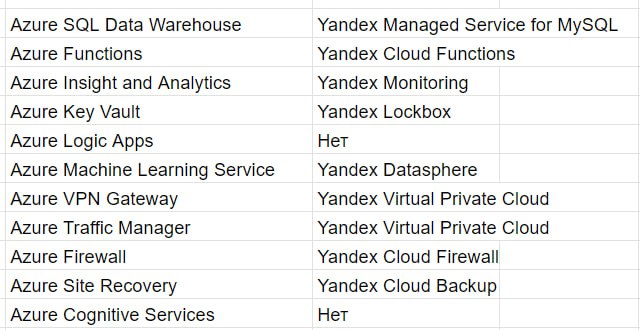 Azure SQL Data Warehouse Yandex Managed Service for MySQL
Azure Functions Yandex Cloud Functions
Azure Insight and Analytics Yandex Monitoring
Azure Key Vault Yandex Lockbox
Azure Logic Apps Нет
Azure Machine Learning Service Yandex Datasphere
Azure VPN Gateway Yandex Virtual Private Cloud
Azure Traffic Manager Yandex Virtual Private Cloud
Azure Firewall Yandex Cloud Firewall
Azure Site Recovery Yandex Cloud Backup
Azure Cognitive Services Нет